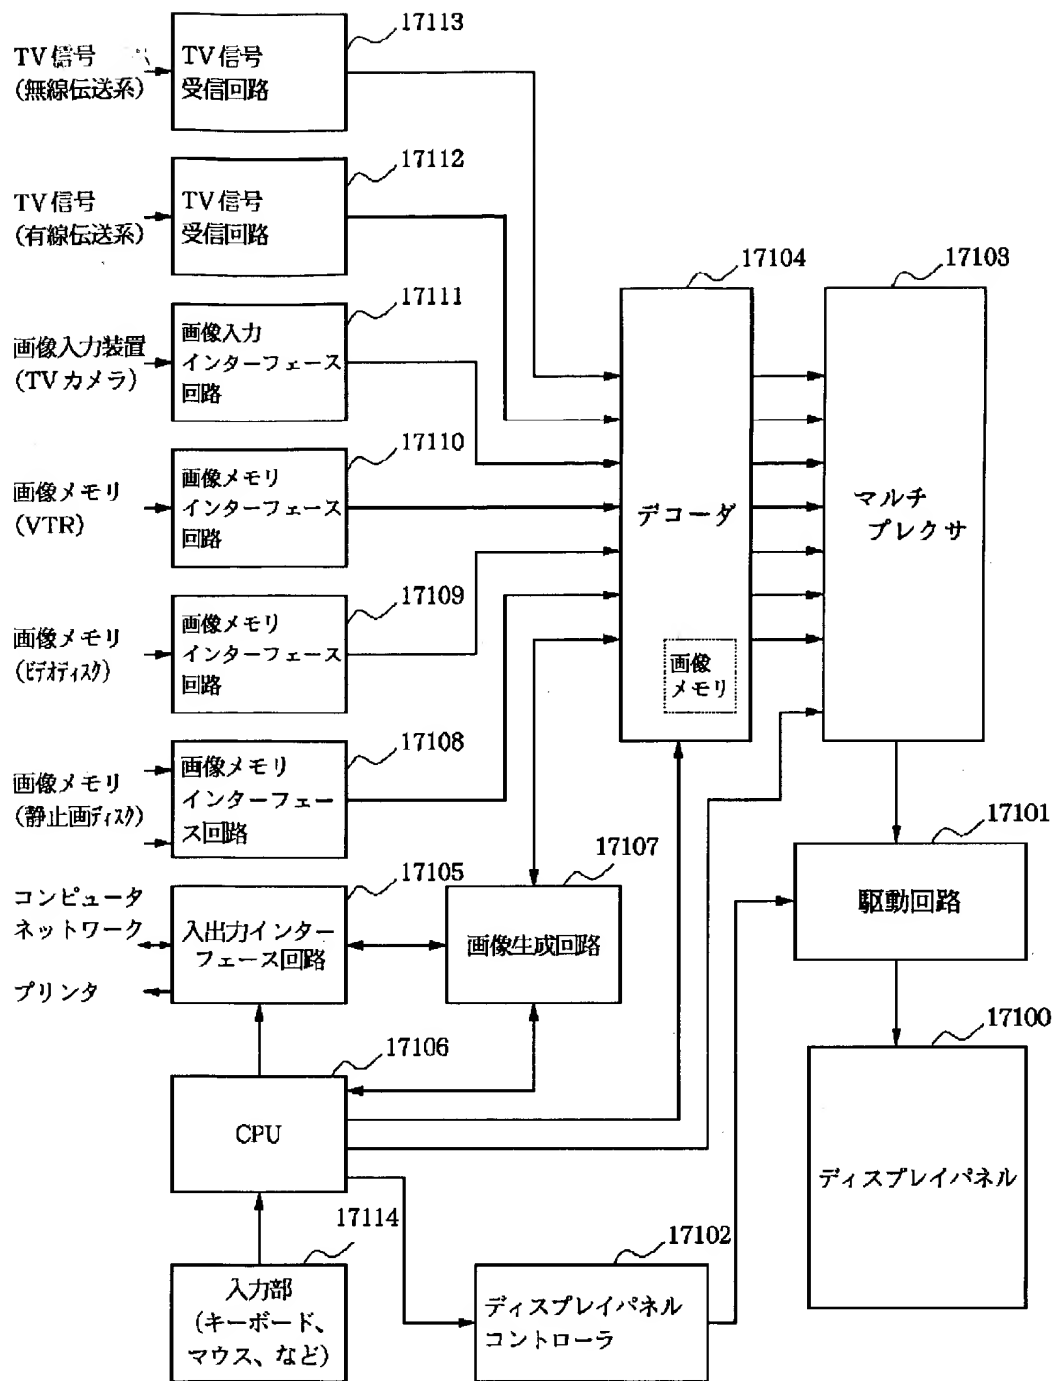 17113
TV信号
(無線伝送系)
TV信号
受信回路
17112
TV信号
(有線伝送系)
TV信号
受信回路
17111
画像入力装置
(TVカメラ)
画像入力
インターフェース
回路
17110
画像メモリ
(VTR)
画像メモリ
インターフェース
回路
17109
画像メモリ
(ビデオディスク)
画像メモリ
インターフェース
回路
17108
画像メモリ
(静止画ディスク)
画像メモリ
インターフェー
ス回路
17104
デコーダ
画像
メモリ
17103
マルチ
プレクサ
17105
コンピュータ
ネットワーク
プリンタ
入出力インター
フェース回路
17107
画像生成回路
17101
駆動回路
17106
CPU
17100
ディスプレイパネル
17114
入力部
(キーボード、
マウス、など)
17102
ディスプレイパネル
コントローラ